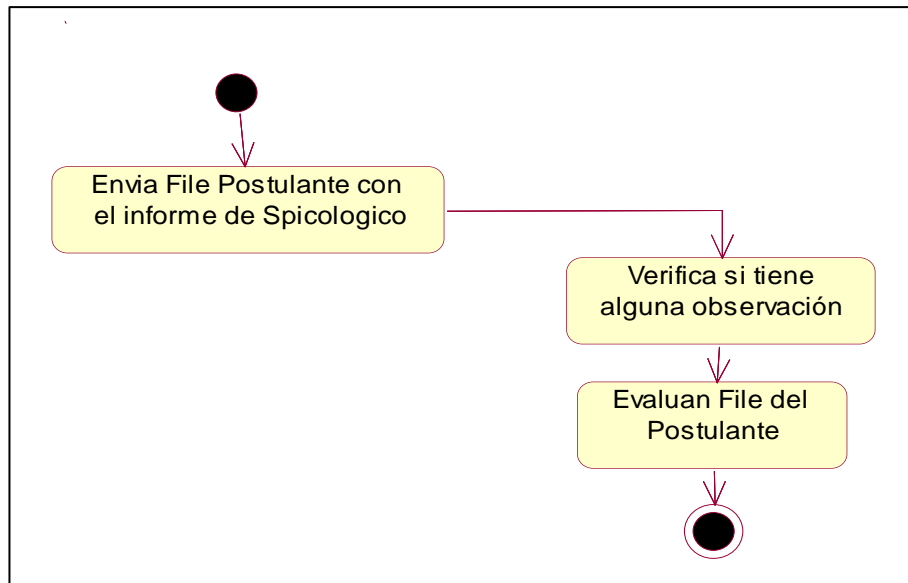 Envia File Postulante con
el informe de Spicologico
Verifica si tiene
alguna observación
Evaluan File del
Postulante